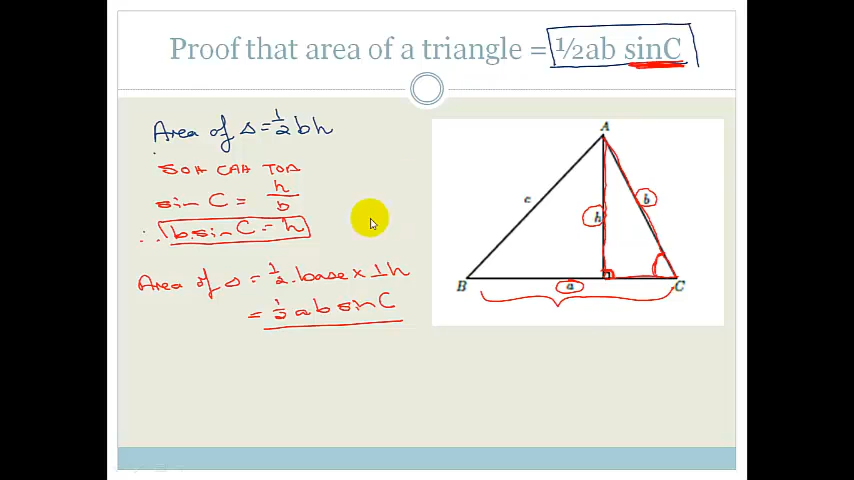 Proof that area of a triangle = ½ab sinC
Area of Δ = 1/2 bh
SOH CAH TOA
sin C = h/b
∴ b.sin C = h
Area of Δ = 1/2 . base × ⊥h
= 1/2 ab sin C
A
c
b
h
B
a
C